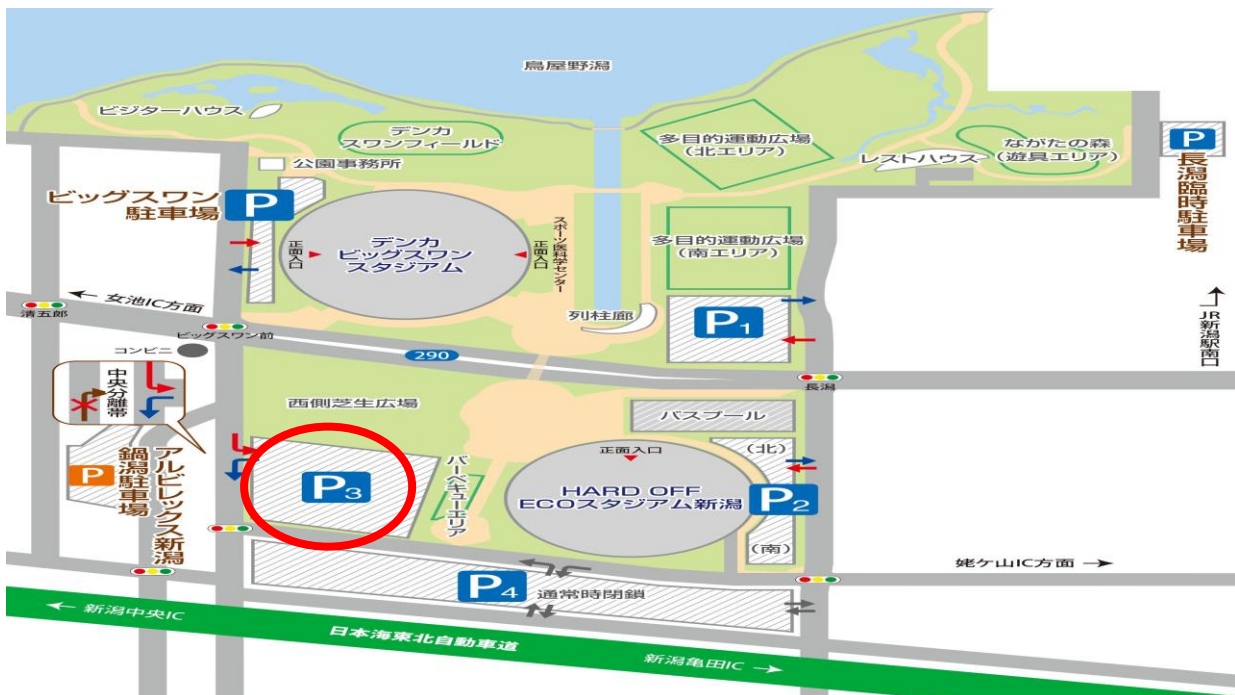 鳥屋野潟
ビジターハウス
デンカ
スワンフィールド
多目的運動広場
(北エリア)
レストハウス
ながたの森
(遊具エリア)
P
長潟臨時駐車場
公園事務所
ビッグスワン
駐車場
P
正面入口
デンカ
ビッグスワン
スタジアム
正面入口
スポーツ医科学センター
多目的運動広場
(南エリア)
← 女池IC方面
清五郎
ビッグスワン前
列柱廊
P1
↑
JR新潟駅南口
コンビニ
290
長潟
中央分離帯
西側芝生広場
バスプール
P
アルビレックス新潟
鍋潟駐車場
P3
バーベキューエリア
正面入口
HARD OFF
ECOスタジアム新潟
(北)
P2
(南)
P4
通常時閉鎖
姥ケ山IC方面 →
← 新潟中央IC
日本海東北自動車道
新潟亀田IC →